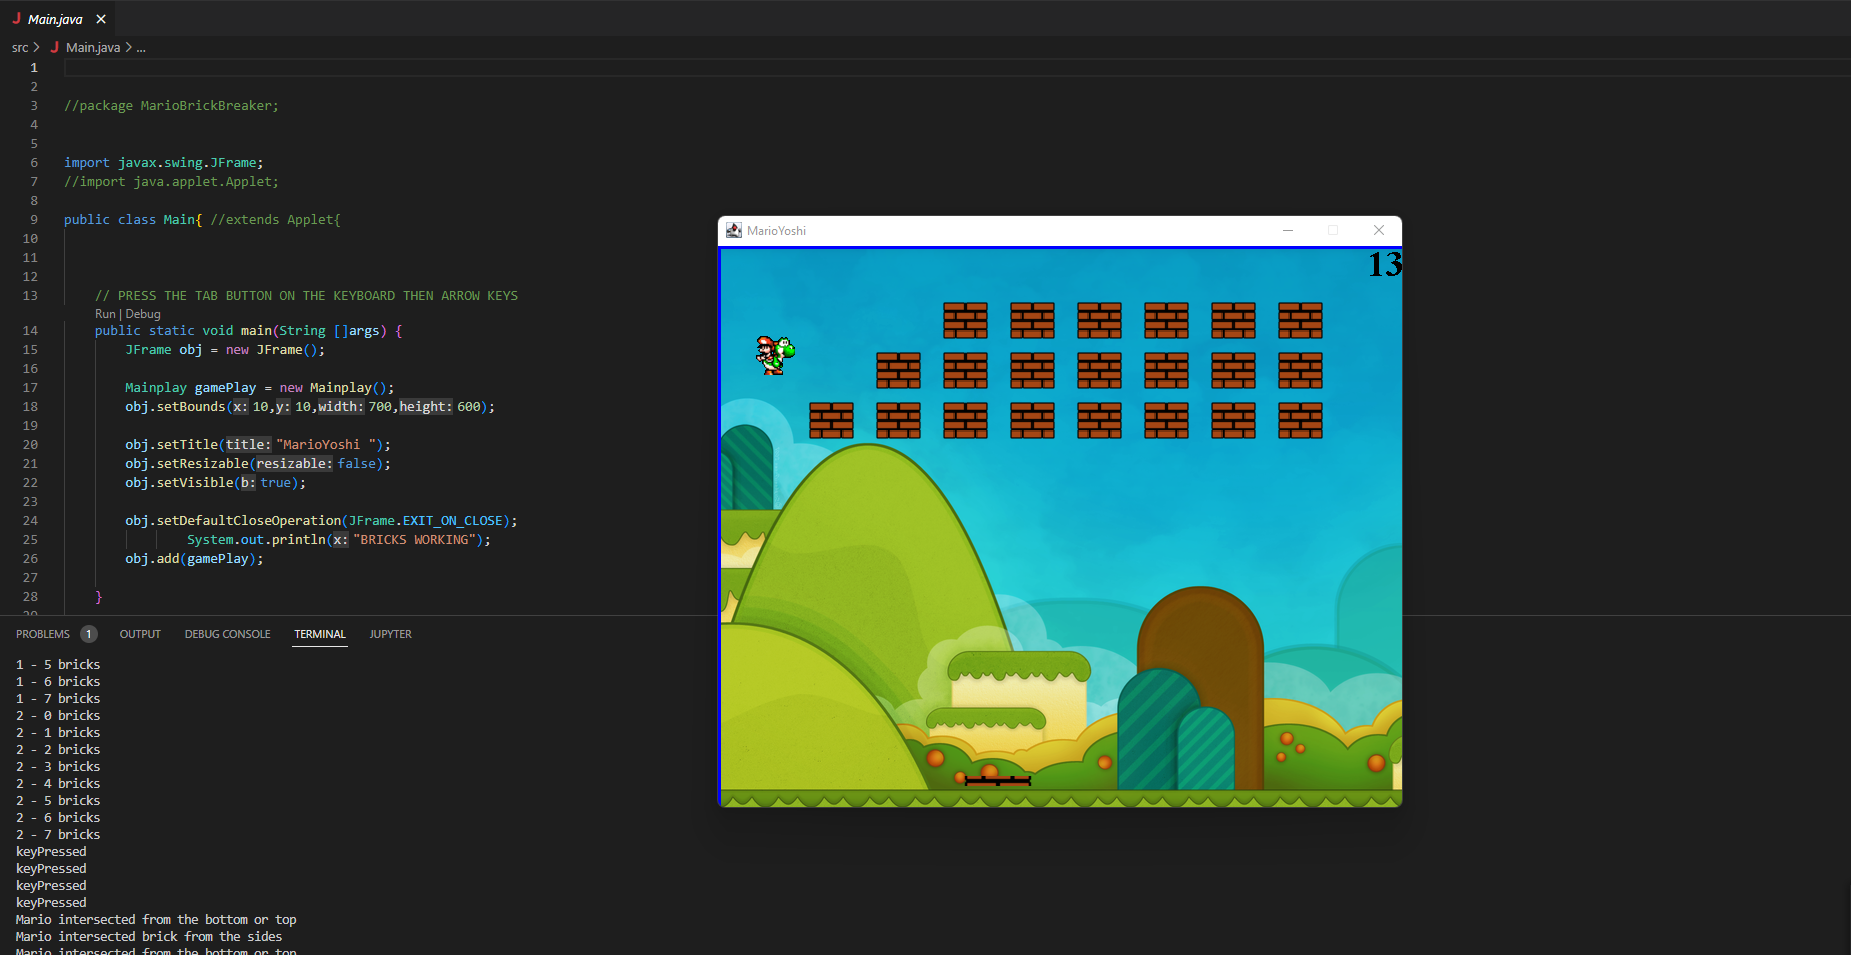 Main.java
src > Main.java > ...
1
2
3 //package MarioBrickBreaker;
4
5
6 import javax.swing.JFrame;
7 //import java.applet.Applet;
8
9 public class Main{ //extends Applet{
10
11
12
13 // PRESS THE TAB BUTTON ON THE KEYBOARD THEN ARROW KEYS
Run | Debug
14 public static void main(String []args) {
15 JFrame obj = new JFrame();
16
17 Mainplay gamePlay = new Mainplay();
18 obj.setBounds(x: 10,y: 10,width: 700,height: 600);
19
20 obj.setTitle(title: "MarioYoshi ");
21 obj.setResizable(resizable: false);
22 obj.setVisible(b: true);
23
24 obj.setDefaultCloseOperation(JFrame.EXIT_ON_CLOSE);
25 System.out.println(x: "BRICKS WORKING");
26 obj.add(gamePlay);
27
28 }
29
PROBLEMS 1 OUTPUT DEBUG CONSOLE TERMINAL JUPYTER
1 - 5 bricks
1 - 6 bricks
1 - 7 bricks
2 - 0 bricks
2 - 1 bricks
2 - 2 bricks
2 - 3 bricks
2 - 4 bricks
2 - 5 bricks
2 - 6 bricks
2 - 7 bricks
keyPressed
keyPressed
keyPressed
keyPressed
Mario intersected from the bottom or top
Mario intersected brick from the sides
Mario intersected from the bottom or top
MarioYoshi
13